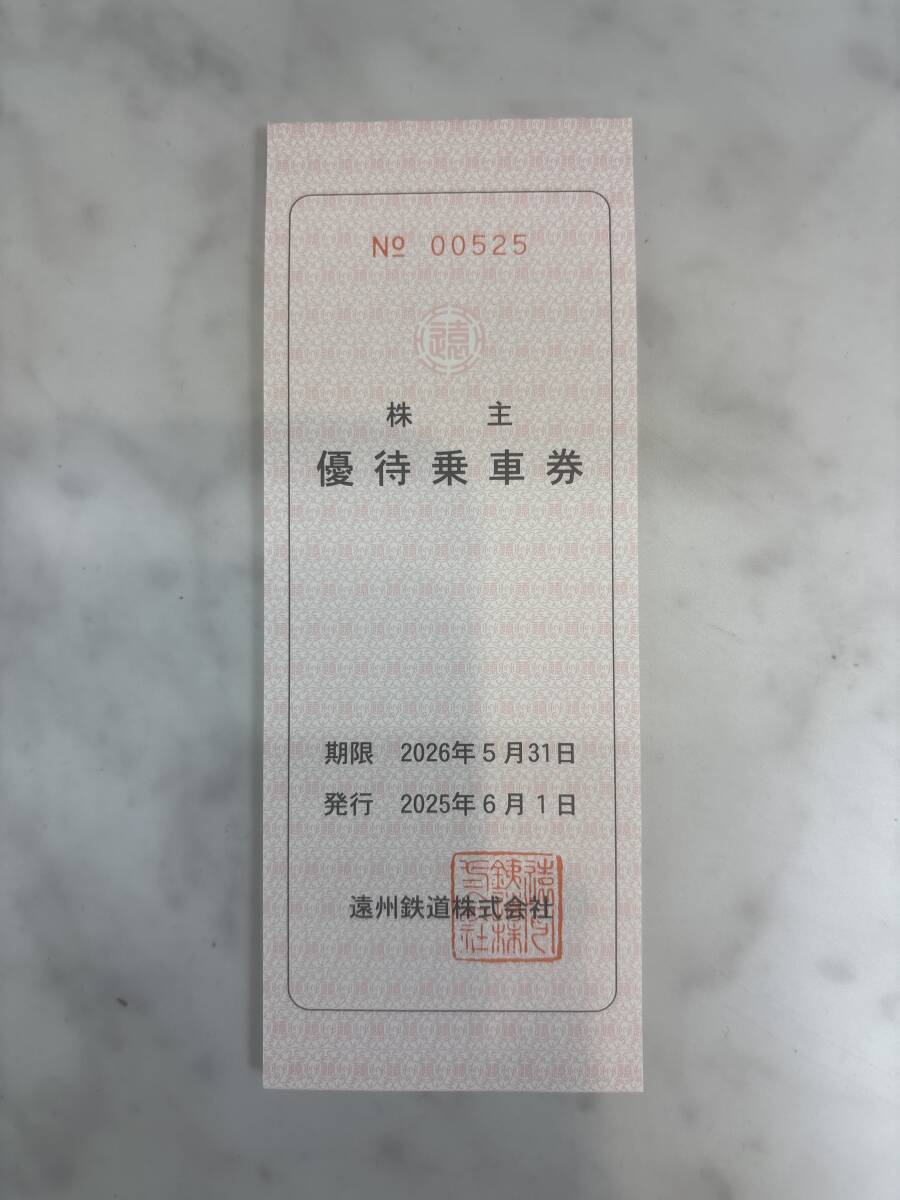 Nº 00525
遠
株主
優待乗車券
期限 2026年5月31日
発行 2025年6月1日
遠州鉄道株式会社